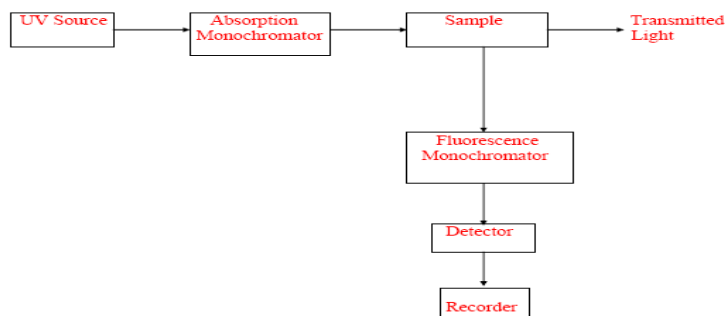 UV Source
Absorption
Monochromator
Sample
Transmitted
Light
Fluorescence
Monochromator
Detector
Recorder